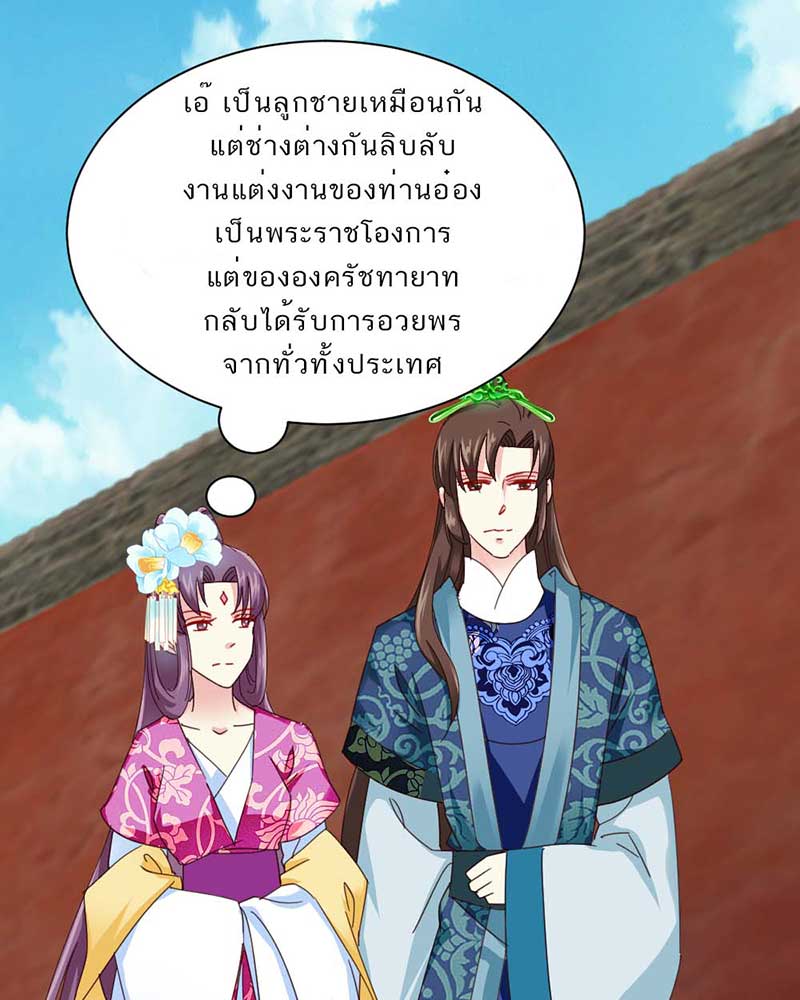 เอ๊ เป็นลูกชายเหมือนกัน
แต่ช่างต่างกันลิบลับ
งานแต่งงานของท่านอ๋อง
เป็นพระราชโองการ
แต่ขององครัชทายาท
กลับได้รับการอวยพร
จากทั่วทั้งประเทศ